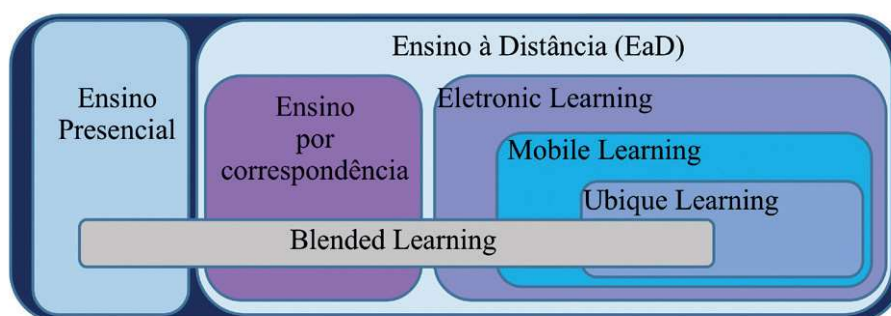 Ensino à Distância (EaD)
Ensino
Presencial
Ensino
por
correspondência
Eletronic Learning
Mobile Learning
Ubique Learning
Blended Learning